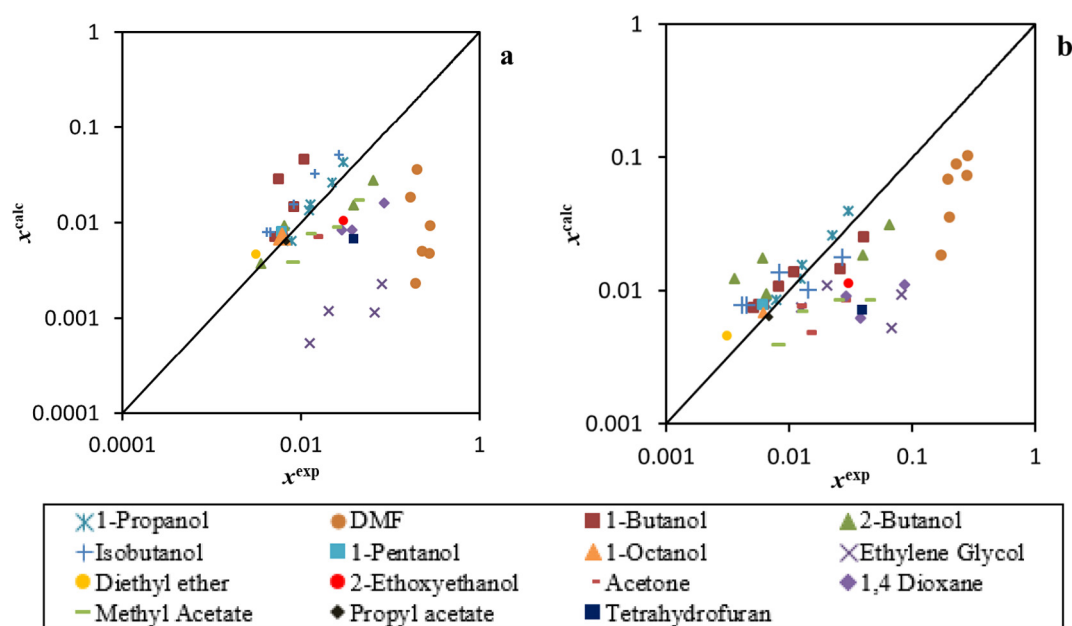 a
1
0.1
0.01
0.001
0.0001
x^calc
0.0001 0.01 1
x^exp
b
1
0.1
0.01
0.001
x^calc
0.001 0.01 0.1 1
x^exp
1-Propanol DMF 1-Butanol 2-Butanol
Isobutanol 1-Pentanol 1-Octanol Ethylene Glycol
Diethyl ether 2-Ethoxyethanol Acetone 1,4 Dioxane
Methyl Acetate Propyl acetate Tetrahydrofuran